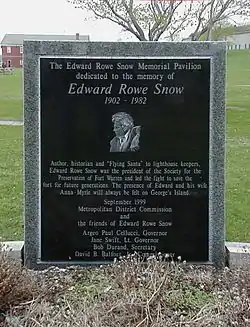 The Edward Rowe Snow Memorial Pavilion
dedicated to the memory of
Edward Rowe Snow
1902 - 1982
Author, historian and "Flying Santa" to lighthouse keepers,
Edward Rowe Snow was the president of the Society for the
Preservation of Fort Warren and led the fight to save the
fort for future generations. The presence of Edward and his wife
Anna-Myrle will always be felt on George's Island.
September 1999
Metropolitan District Commission
and
the friends of Edward Rowe Snow
Argeo Paul Cellucci, Governor
Jane Swift, Lt. Governor
Bob Durand, Secretary
David B. Balfour, Jr.